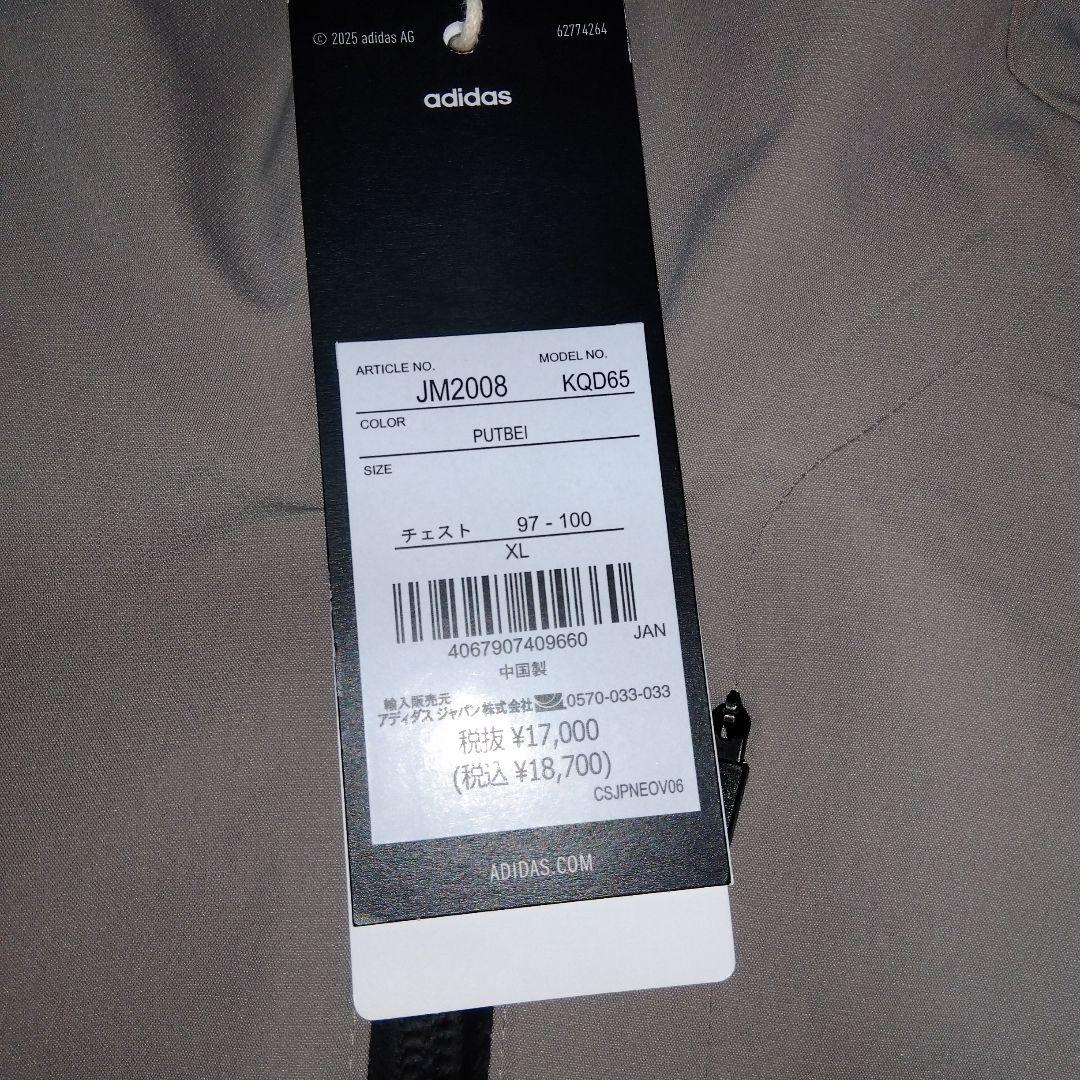 © 2025 adidas AG 62774264
adidas
ARTICLE NO. MODEL NO.
JM2008 KQD65
COLOR
PUTBEI
SIZE
チェスト 97 - 100
XL
4067907409660 JAN
中国製
輸入販売元
アディダス ジャパン株式会社 0570-033-033
税抜 ¥17,000
(税込 ¥18,700)
CSJPNEOV06
ADIDAS.COM